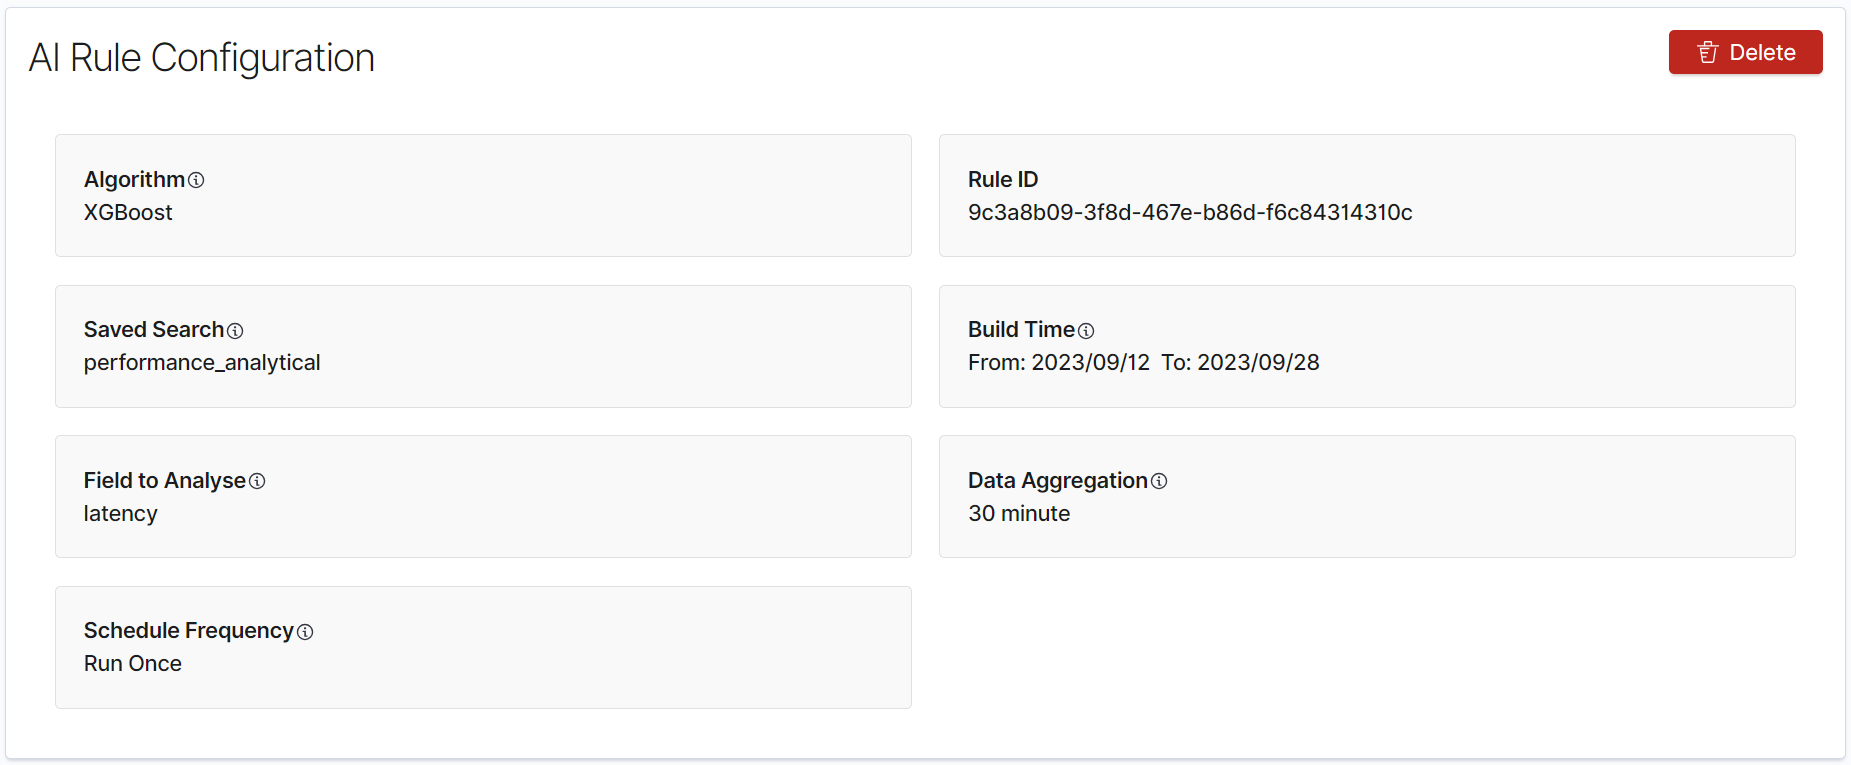 AI Rule Configuration
Delete
Algorithm
XGBoost
Rule ID
9c3a8b09-3f8d-467e-b86d-f6c84314310c
Saved Search
performance_analytical
Build Time
From: 2023/09/12 To: 2023/09/28
Field to Analyse
latency
Data Aggregation
30 minute
Schedule Frequency
Run Once